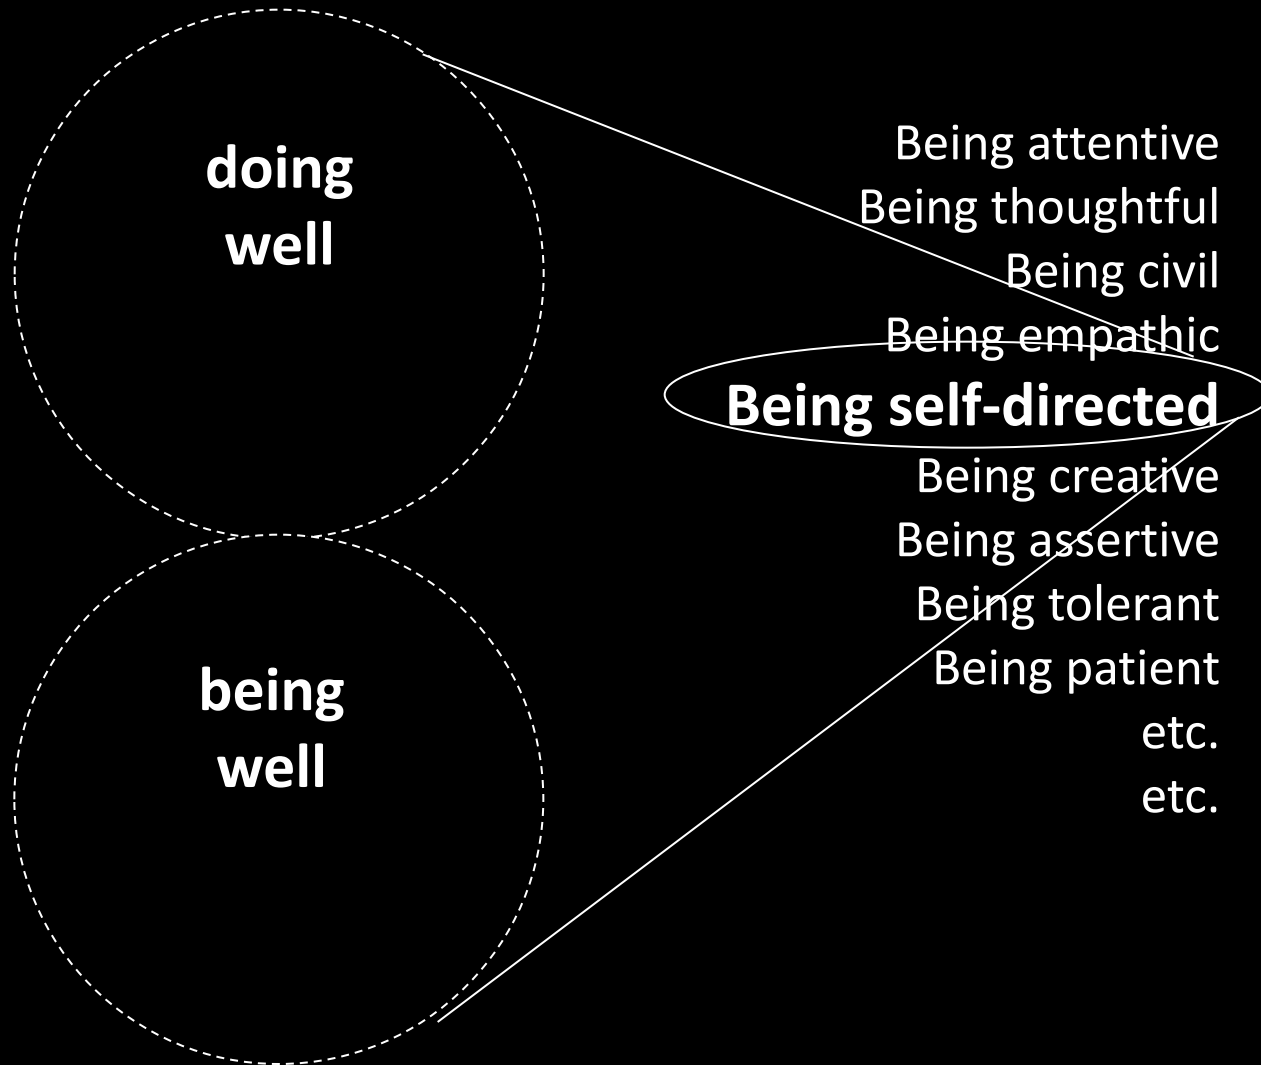 doing
well
being
well
Being attentive
Being thoughtful
Being civil
Being empathic
Being self-directed
Being creative
Being assertive
Being tolerant
Being patient
etc.
etc.